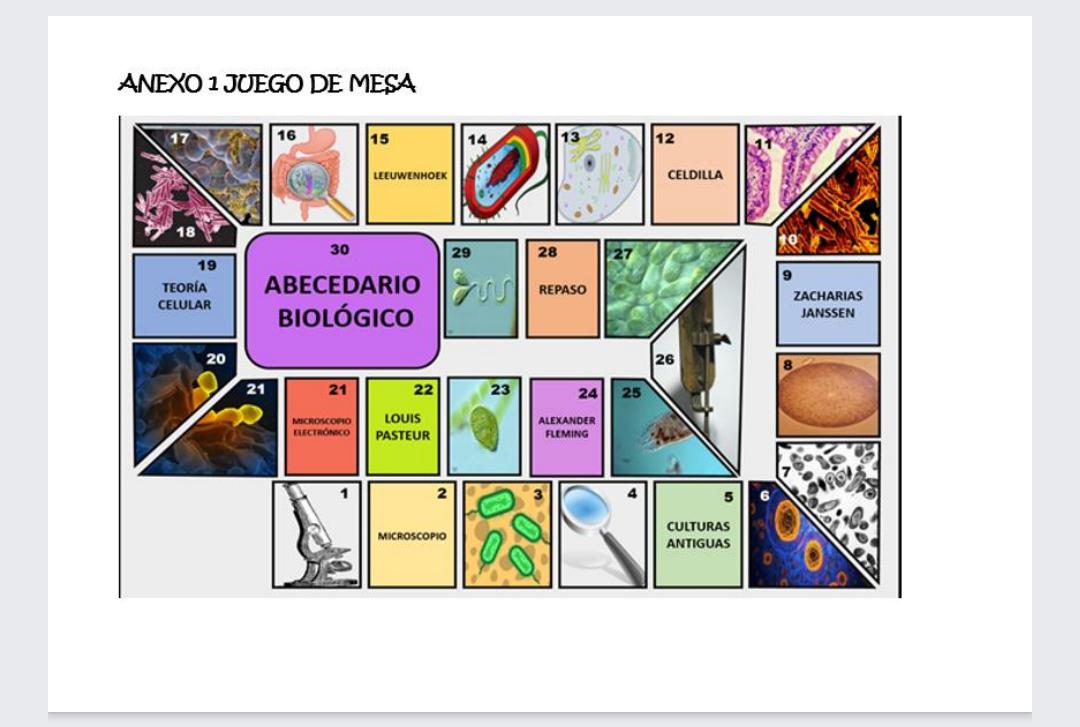 ANEXO 1 JUEGO DE MESA
17
16
15
LEEUWENHOEK
14
13
12
CELDILLA
11
18
10
19
TEORÍA
CELULAR
30
ABECEDARIO
BIOLÓGICO
29
28
REPASO
27
9
ZACHARIAS
JANSSEN
20
26
8
21
21
MICROSCOPIO
ELECTRÓNICO
22
LOUIS
PASTEUR
23
24
ALEXANDER
FLEMING
25
7
1
2
MICROSCOPIO
3
4
5
CULTURAS
ANTIGUAS
6